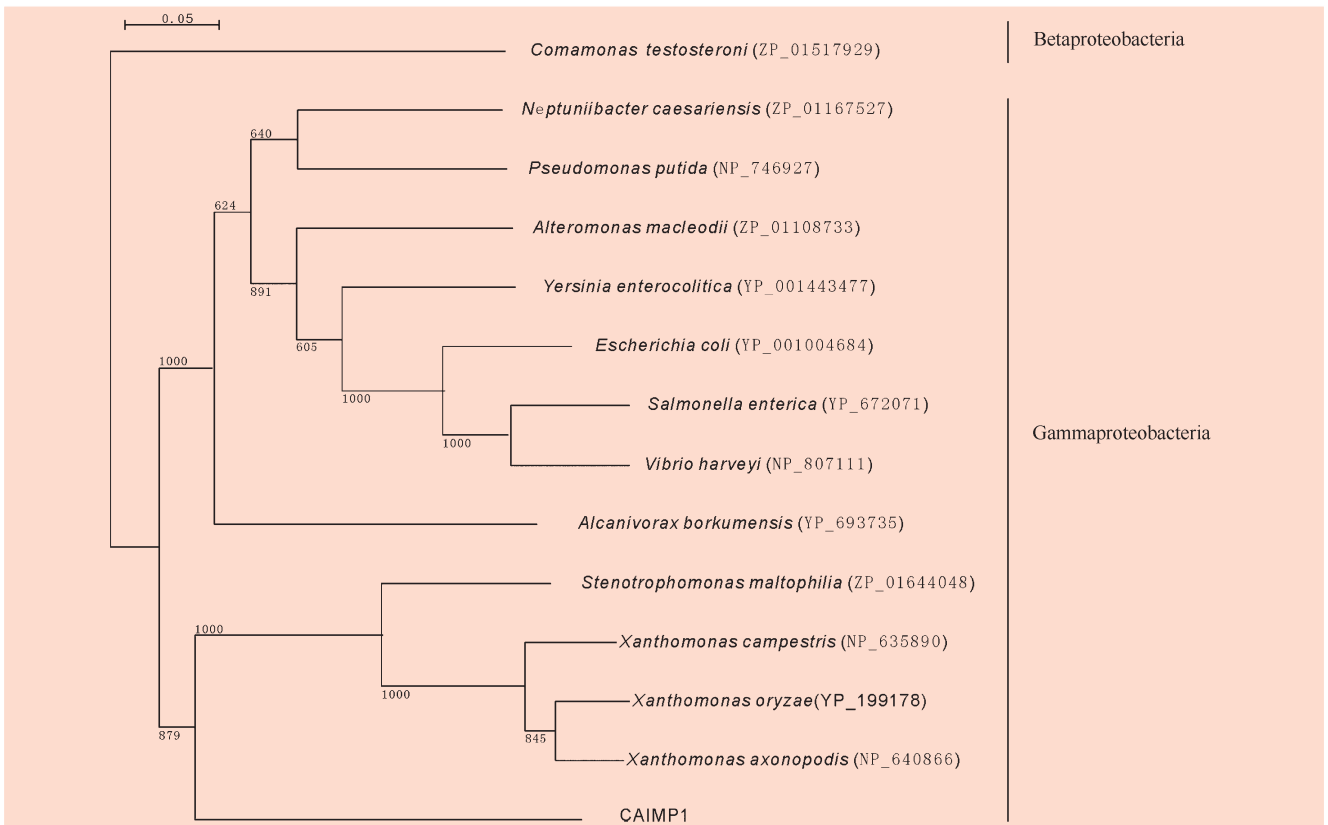 0.05
Comamonas testosteroni (ZP_01517929)
Betaproteobacteria
Neptuniibacter caesariensis (ZP_01167527)
640
Pseudomonas putida (NP_746927)
624
Alteromonas macleodii (ZP_01108733)
891
Yersinia enterocolitica (YP_001443477)
605
Escherichia coli (YP_001004684)
1000
1000
Salmonella enterica (YP_672071)
Gammaproteobacteria
1000
Vibrio harveyi (NP_807111)
Alcanivorax borkumensis (YP_693735)
Stenotrophomonas maltophilia (ZP_01644048)
1000
Xanthomonas campestris (NP_635890)
1000
Xanthomonas oryzae(YP_199178)
879
845
Xanthomonas axonopodis (NP_640866)
CAIMP1